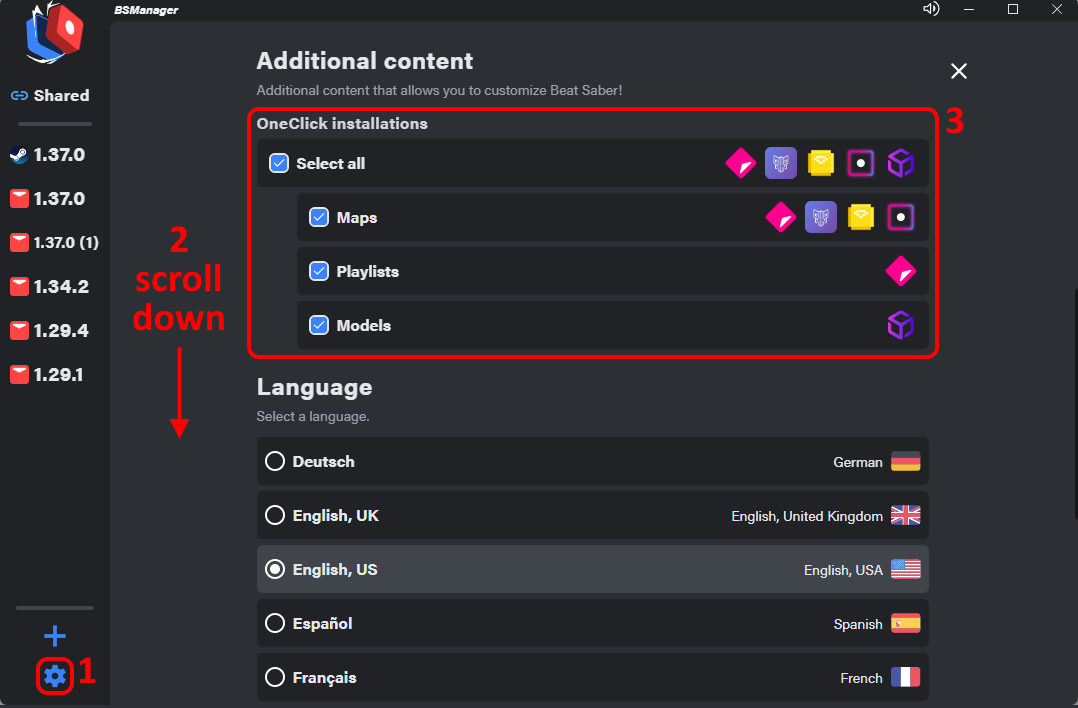 BSManager
Shared
1.37.0
1.37.0
1.37.0 (1)
1.34.2
1.29.4
1.29.1
2
scroll
down
1
Additional content
Additional content that allows you to customize Beat Saber!
3
OneClick installations
Select all
Maps
Playlists
Models
Language
Select a language.
Deutsch German
English, UK English, United Kingdom
English, US English, USA
Español Spanish
Français French